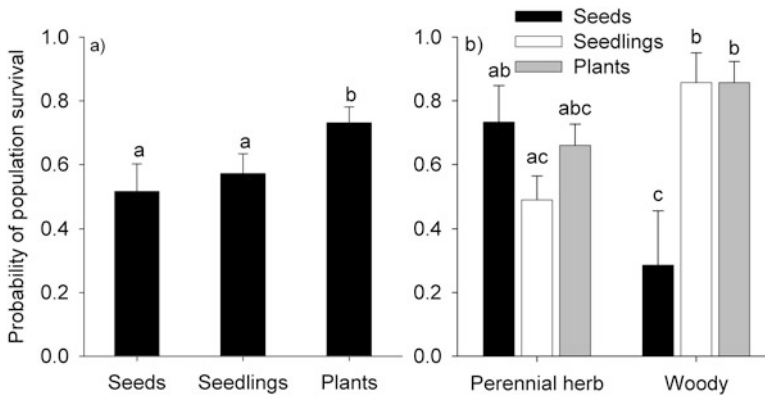 Probability of population survival
a)
1.0
0.8
0.6
0.4
0.2
0.0
a
a
b
Seeds
Seedlings
Plants
b)
Seeds
Seedlings
Plants
1.0
0.8
0.6
0.4
0.2
0.0
ab
ac
abc
c
b
b
Perennial herb
Woody